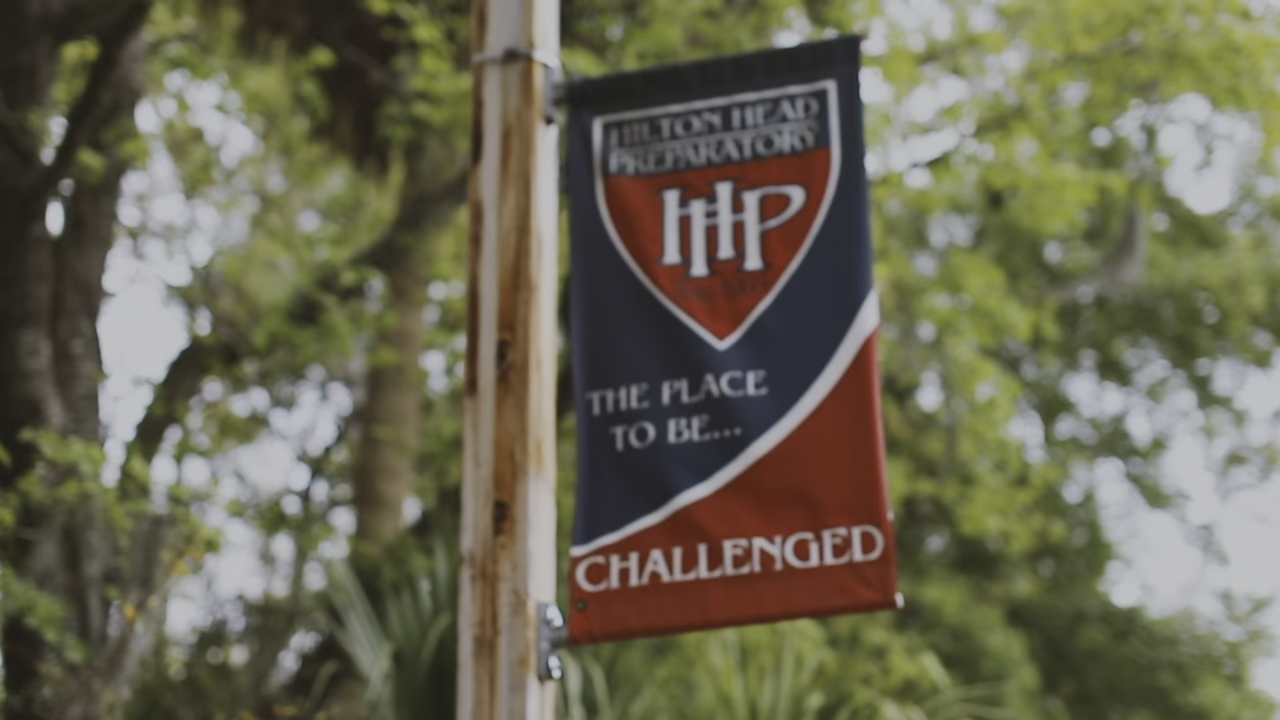 HILTON HEAD
PREPARATORY
HHP
THE PLACE
TO BE...
CHALLENGED